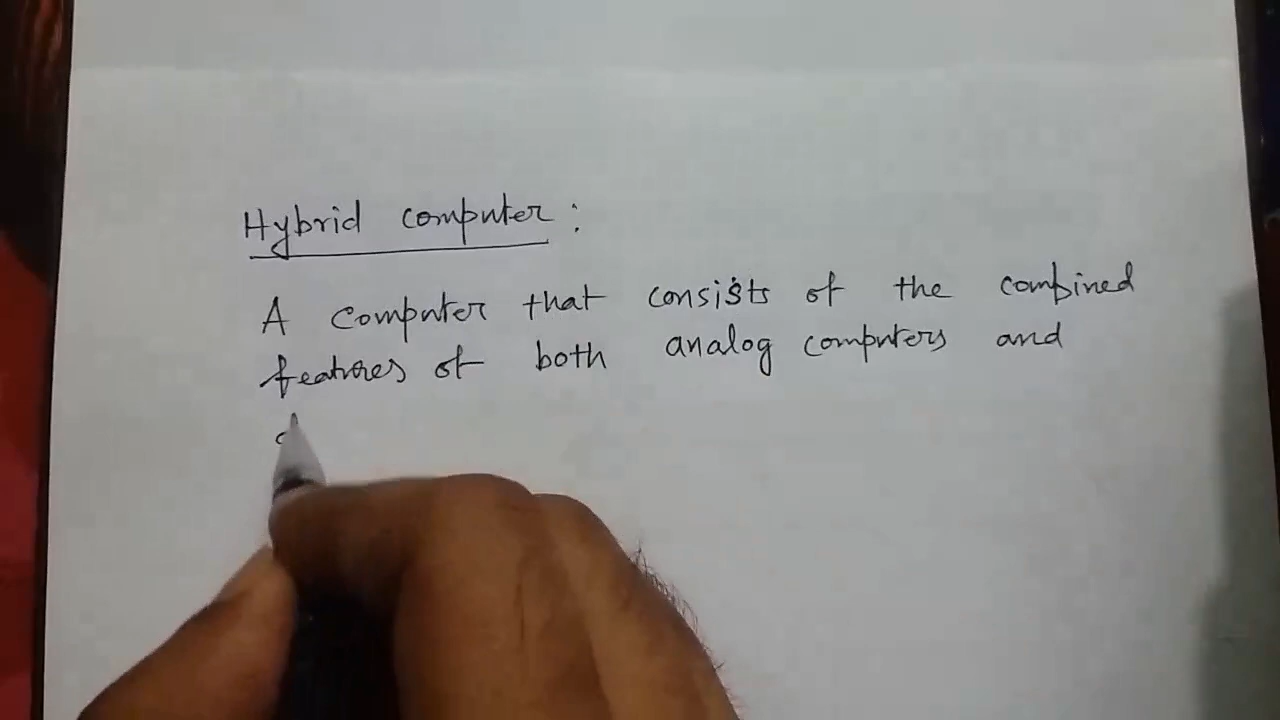 Hybrid computer :
A computer that consists of the combined
features of both analog computers and